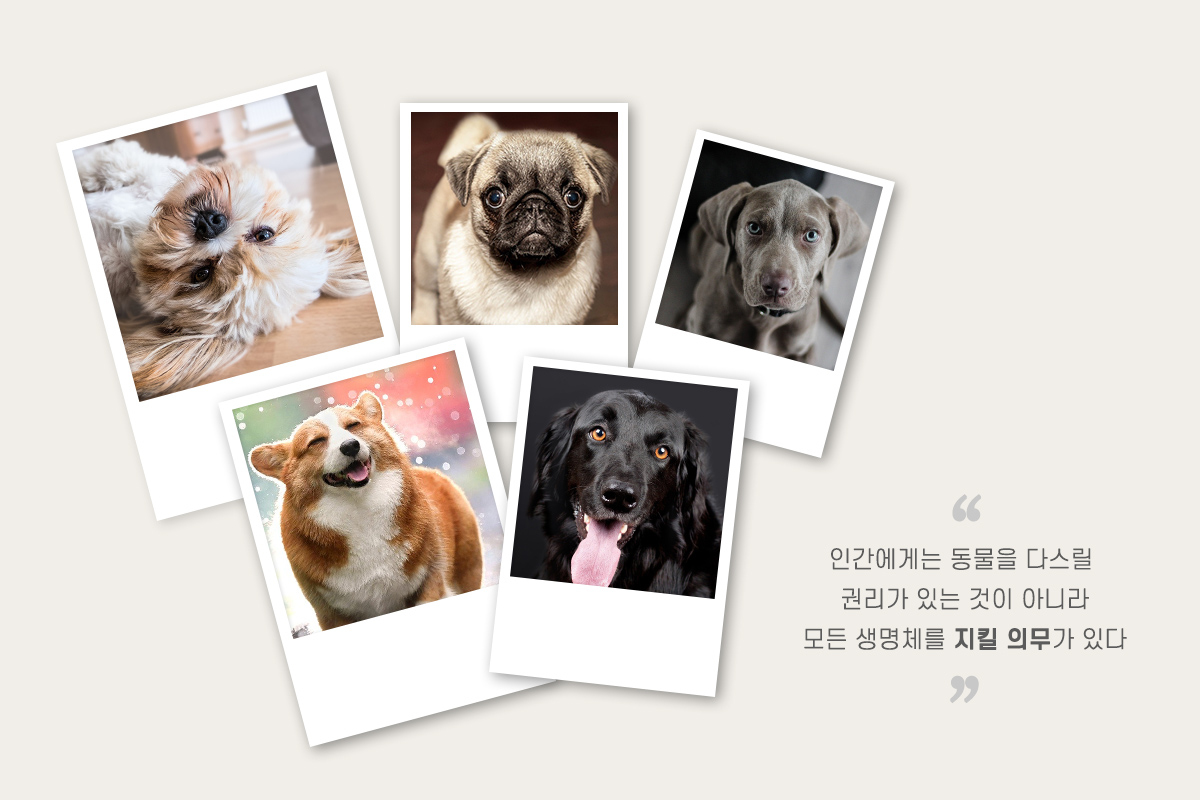 “
인간에게는 동물을 다스릴
권리가 있는 것이 아니라
모든 생명체를 지킬 의무가 있다
”